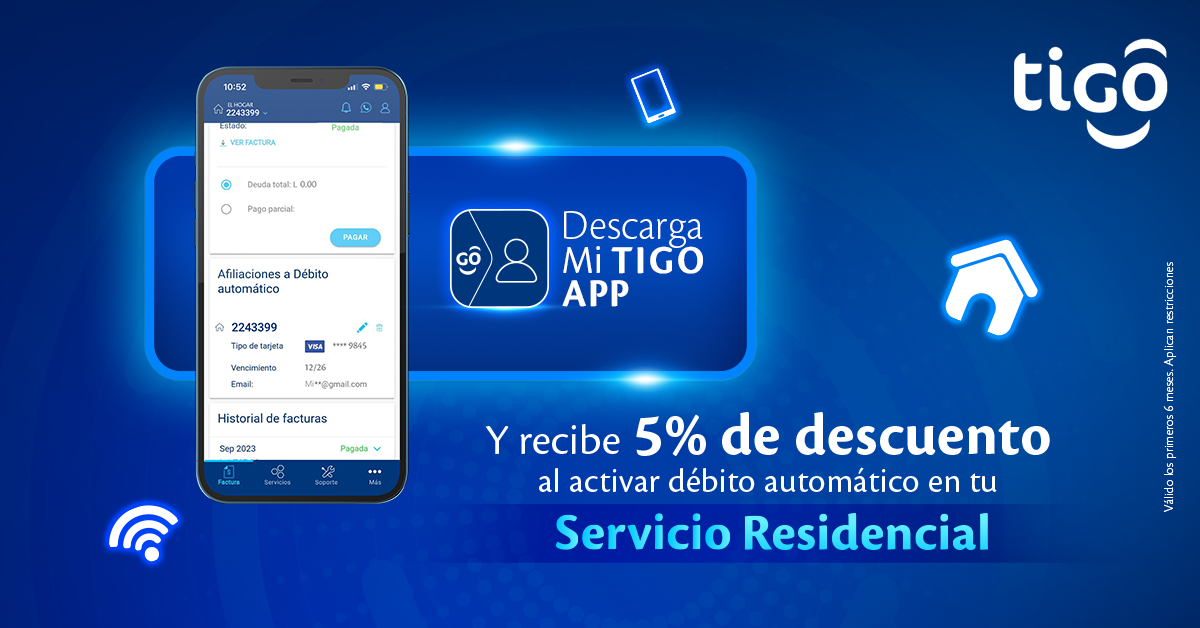 tigo
10:52
EL HOGAR
2243399
Estado: Pagada
VER FACTURA
Deuda total: L 0.00
Pago parcial:
PAGAR
Afiliaciones a Débito
automático
2243399
Tipo de tarjeta VISA **** 9845
Vencimiento 12/26
Email: Mi**@gmail.com
Historial de facturas
Sep 2023 Pagada
Factura Servicios Soporte Más
GO
Descarga
Mi TIGO
APP
Y recibe 5% de descuento
al activar débito automático en tu
Servicio Residencial
Válido los primeros 6 meses. Aplican restricciones